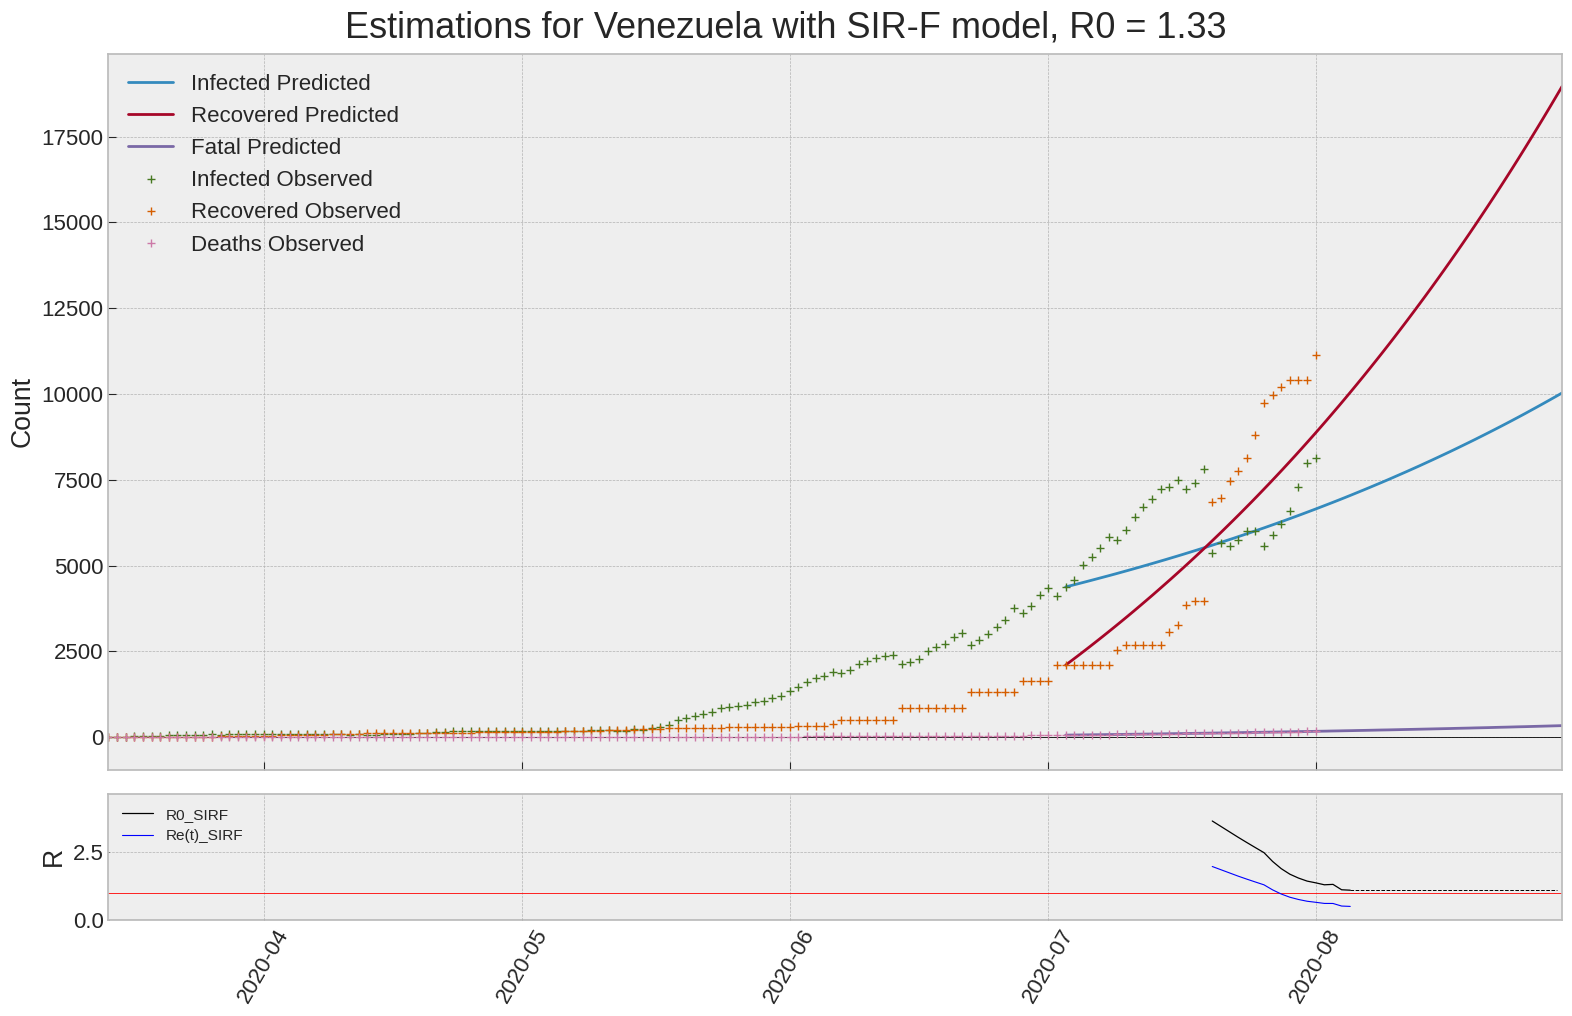 Estimations for Venezuela with SIR-F model, R0 = 1.33
Infected Predicted
Recovered Predicted
Fatal Predicted
Infected Observed
Recovered Observed
Deaths Observed
17500
15000
12500
10000
7500
5000
2500
0
Count
R0_SIRF
Re(t)_SIRF
2.5
0.0
R
2020-04
2020-05
2020-06
2020-07
2020-08